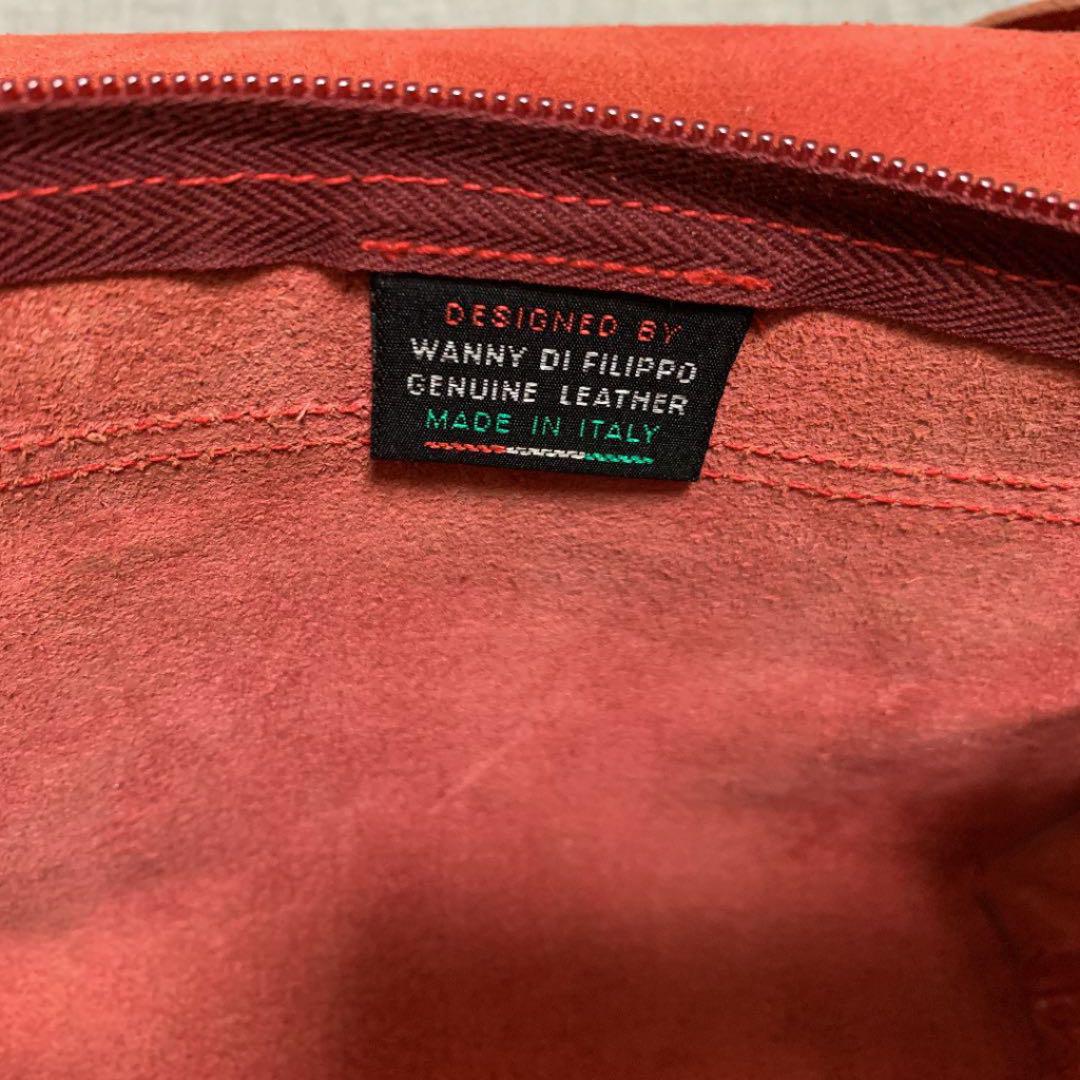 DESIGNED BY
WANNY DI FILIPPO
GENUINE LEATHER
MADE IN ITALY